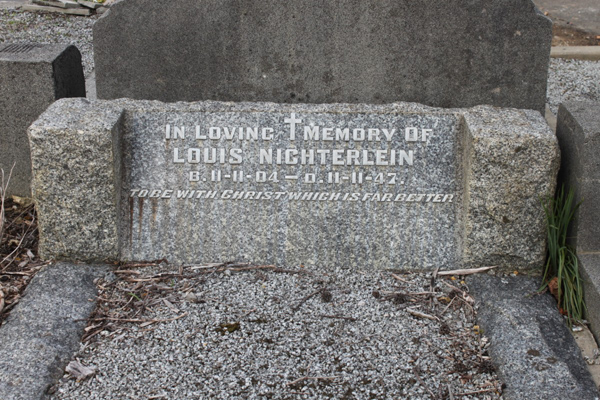 IN LOVING MEMORY OF
LOUIS NICHTERLEIN
B. 11-11-04 – D. 11-11-47.
TO BE WITH CHRIST WHICH IS FAR BETTER.